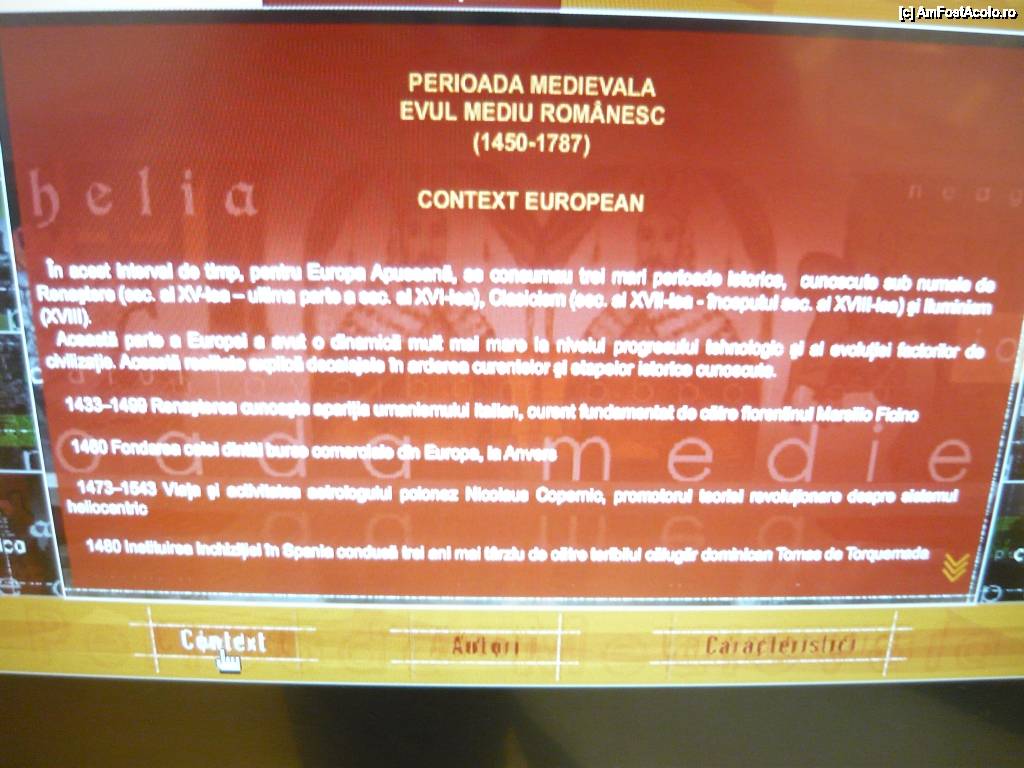 [c] AmFostAcolo.ro
PERIOADA MEDIEVALA
EVUL MEDIU ROMÂNESC
(1450-1787)
helia
neag
CONTEXT EUROPEAN
În acest interval de timp, pentru Europa Apuseană, se consumau trei mari perioade istorice, cunoscute sub numele de
Renaştere (sec. al XV-lea – ultima parte a sec. al XVI-lea), Clasicism (sec. al XVII-lea - începutul sec. al XVIII-lea) şi Iluminism
(XVIII).
Această parte a Europei a avut o dinamică mult mai mare la nivelul progresului tehnologic şi al evoluţiei factorilor de
civilizaţie. Această realitate explică decalajele în arderea curentelor şi etapelor istorice cunoscute.
1433–1499 Renaşterea cunoaşte apariţia umanismului italian, curent fundamentat de către florentinul Marsilio Ficino
1460 Fondarea celei dintâi burse comerciale din Europa, la Anvers
oada medie
1473–1543 Viaţa şi activitatea astrologului polonez Nicolaus Copernic, promotorul teoriei revoluţionare despre sistemul
heliocentric
1480 Instituirea Inchiziţiei în Spania condusă trei ani mai târziu de către teribilul călugăr dominican Tomas de Torquemada
Context Autori Caracteristici